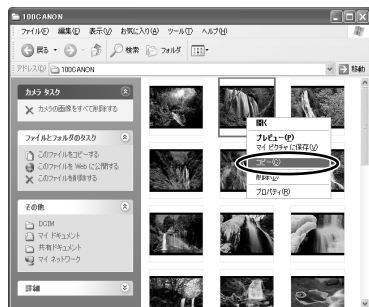 100CANON
ファイル(F) 編集(E) 表示(V) お気に入り(A) ツール(T) ヘルプ(H)
戻る 検索 フォルダ
アドレス(D) 100CANON 移動
カメラ タスク
カメラの画像をすべて削除する
ファイルとフォルダのタスク
このファイルをコピーする
このファイルを Web に公開する
このファイルを削除する
その他
DCIM
マイ ドキュメント
共有ドキュメント
マイ ネットワーク
詳細
開く
プレビュー(P)
マイ ピクチャ に保存(V)
コピー(C)
削除(D)
プロパティ(R)